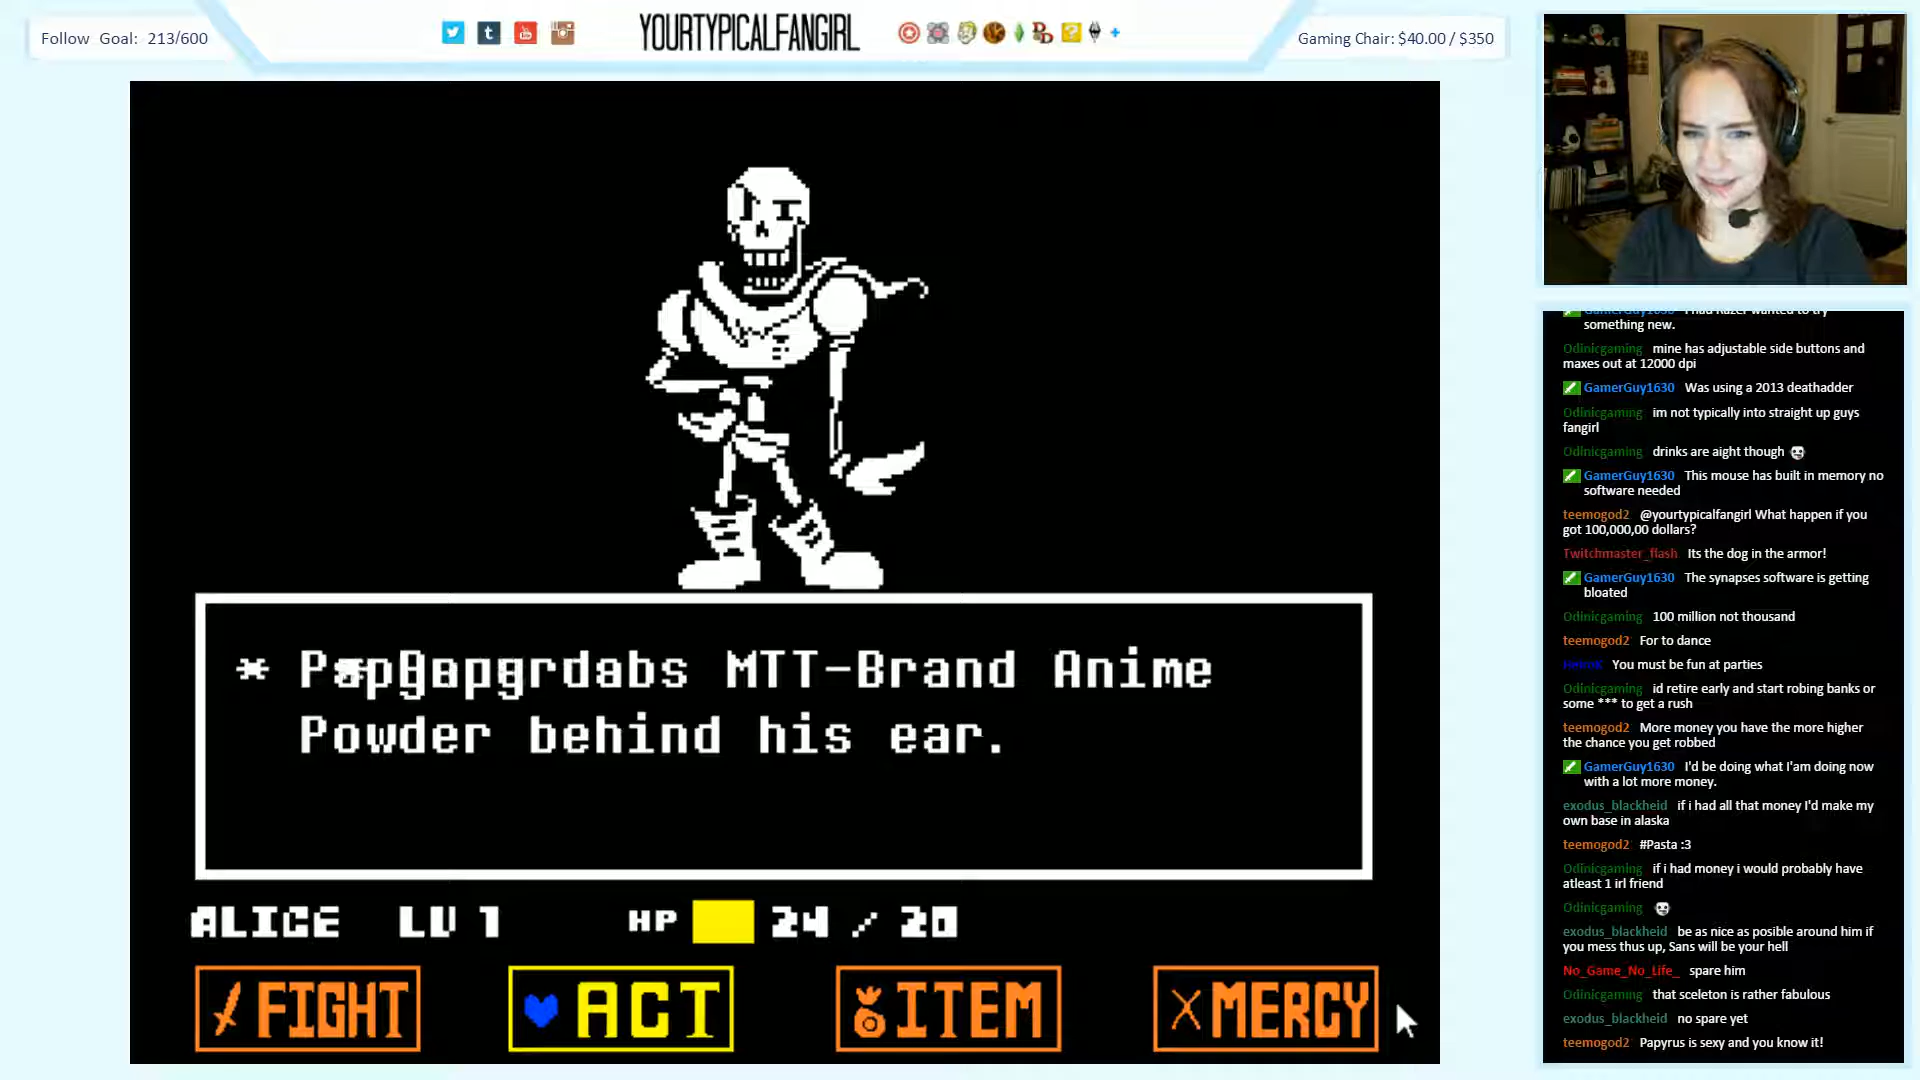 Follow Goal: 213/600
YOURTYPICALFANGIRL
Gaming Chair: $40.00 / $350
MTT-Brand Anime
Powder behind his ear.
ALICE LV 1 HP 24 / 20
FIGHT ACT ITEM MERCY
something new.
Odinicgaming mine has adjustable side buttons and
maxes out at 12000 dpi
GamerGuy1630 Was using a 2013 deathadder
Odinicgaming im not typically into straight up guys
fangirl
Odinicgaming drinks are aight though
GamerGuy1630 This mouse has built in memory no
software needed
teemogod2 @yourtypicalfangirl What happen if you
got 100,000,00 dollars?
Twitchmaster_flash Its the dog in the armor!
GamerGuy1630 The synapses software is getting
bloated
Odinicgaming 100 million not thousand
teemogod2 For to dance
You must be fun at parties
Odinicgaming id retire early and start robing banks or
some *** to get a rush
teemogod2 More money you have the more higher
the chance you get robbed
GamerGuy1630 I'd be doing what I'am doing now
with a lot more money.
exodus_blackheid if i had all that money I'd make my
own base in alaska
teemogod2 #Pasta :3
Odinicgaming if i had money i would probably have
atleast 1 irl friend
Odinicgaming
exodus_blackheid be as nice as posible around him if
you mess thus up, Sans will be your hell
No_Game_No_Life_ spare him
Odinicgaming that sceleton is rather fabulous
exodus_blackheid no spare yet
teemogod2 Papyrus is sexy and you know it!